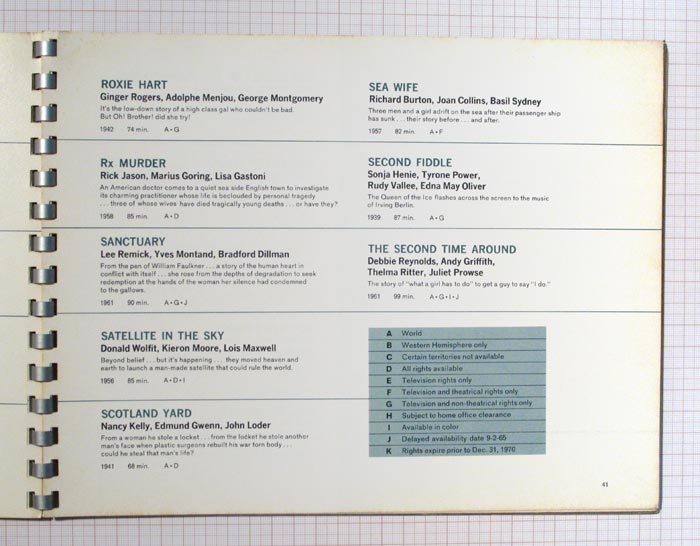 ROXIE HART
Ginger Rogers, Adolphe Menjou, George Montgomery
It's the low-down story of a high class gal who couldn't be bad.
But Oh! Brother! did she try!
1942 74 min. A•G
Rx MURDER
Rick Jason, Marius Goring, Lisa Gastoni
An American doctor comes to a quiet sea side English town to investigate
its charming practitioner whose life is beclouded by personal tragedy
... three of whose wives have died tragically young deaths ... or have they?
1958 85 min. A•D
SANCTUARY
Lee Remick, Yves Montand, Bradford Dillman
From the pen of William Faulkner ... a story of the human heart in
conflict with itself ... she rose from the depths of degradation to seek
redemption at the hands of the woman her silence had condemned
to the gallows.
1961 90 min. A•G•J
SATELLITE IN THE SKY
Donald Wolfit, Kieron Moore, Lois Maxwell
Beyond belief ... but it's happening ... they moved heaven and
earth to launch a man-made satellite that could rule the world.
1956 85 min. A•D•I
SCOTLAND YARD
Nancy Kelly, Edmund Gwenn, John Loder
From a woman he stole a locket ... from the locket he stole another
man's face when plastic surgeons rebuilt his war torn body ...
could he steal that man's life?
1941 68 min. A•D
SEA WIFE
Richard Burton, Joan Collins, Basil Sydney
Three men and a girl adrift on the sea after their passenger ship
has sunk ... their story before ... and after.
1957 82 min. A•F
SECOND FIDDLE
Sonja Henie, Tyrone Power,
Rudy Vallee, Edna May Oliver
The Queen of the Ice flashes across the screen to the music
of Irving Berlin.
1939 87 min. A•G
THE SECOND TIME AROUND
Debbie Reynolds, Andy Griffith,
Thelma Ritter, Juliet Prowse
The story of "what a girl has to do" to get a guy to say "I do."
1961 99 min. A•G•I•J
A World
B Western Hemisphere only
C Certain territories not available
D All rights available
E Television rights only
F Television and theatrical rights only
G Television and non-theatrical rights only
H Subject to home office clearance
I Available in color
J Delayed availability date 9-2-65
K Rights expire prior to Dec. 31, 1970
41